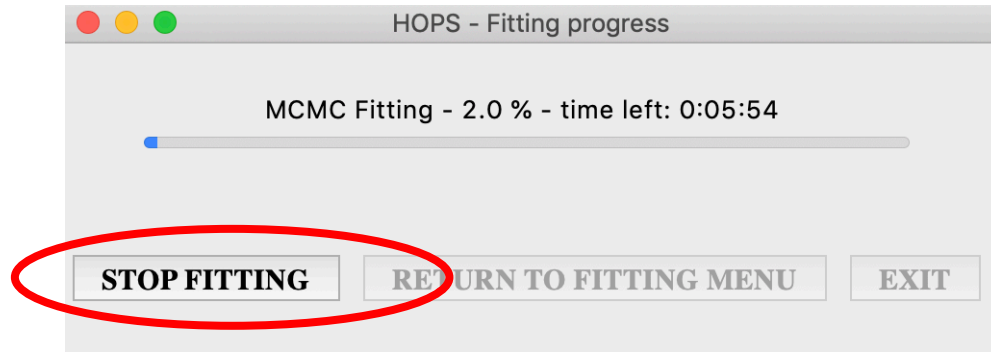 HOPS - Fitting progress
MCMC Fitting - 2.0 % - time left: 0:05:54
STOP FITTING RETURN TO FITTING MENU EXIT